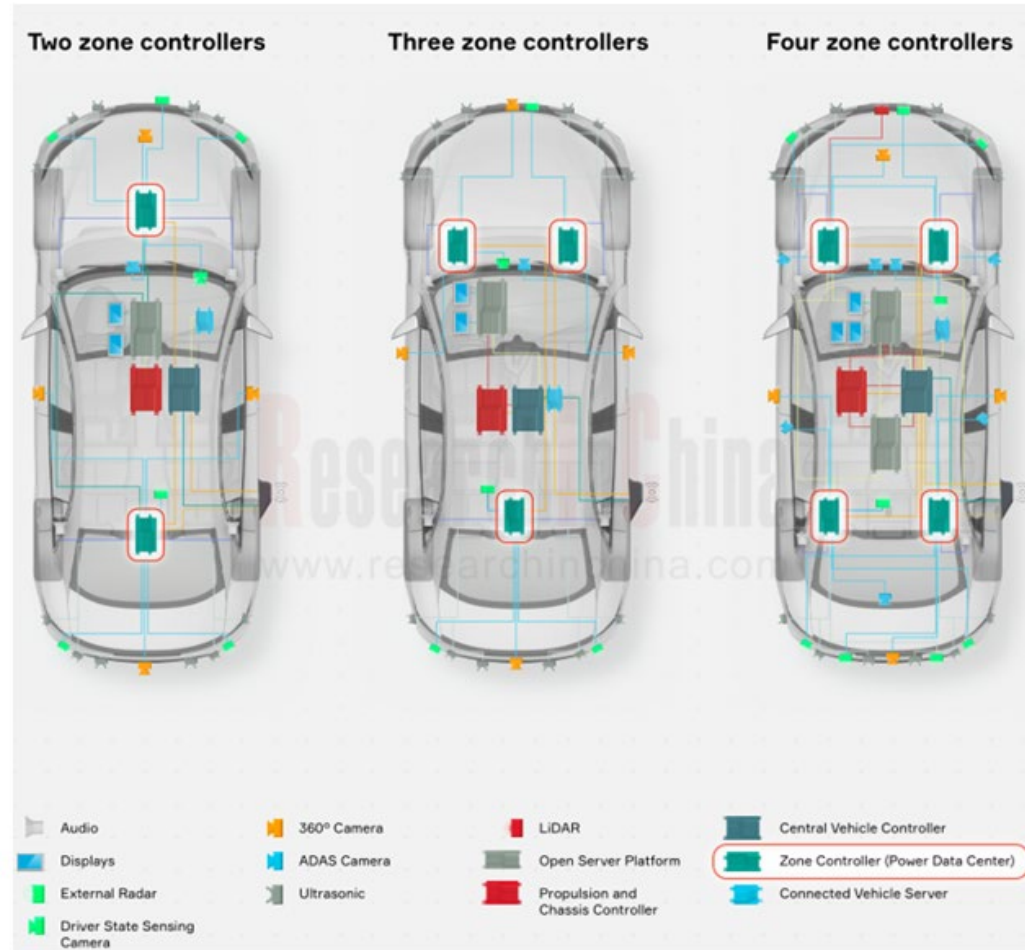 Two zone controllers
Three zone controllers
Four zone controllers
ResearchInChina
www.researchinchina.com
Audio
Displays
External Radar
Driver State Sensing
Camera
360º Camera
ADAS Camera
Ultrasonic
LiDAR
Open Server Platform
Propulsion and
Chassis Controller
Central Vehicle Controller
Zone Controller (Power Data Center)
Connected Vehicle Server